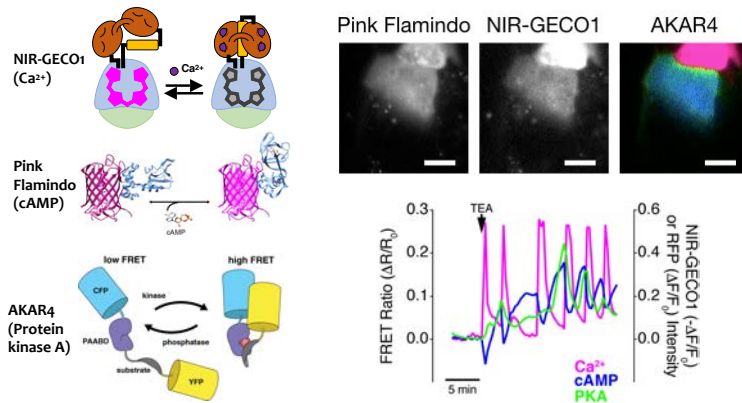 NIR-GECO1
(Ca²⁺)
Ca²⁺
Pink
Flamindo
(cAMP)
cAMP
AKAR4
(Protein
kinase A)
low FRET
high FRET
CFP
kinase
PAABD
phosphatase
substrate
YFP
Pink Flamindo
NIR-GECO1
AKAR4
TEA
FRET Ratio (ΔR/R₀)
0.3
0.2
0.1
0.0
0.6
0.4
0.2
0.0
NIR-GECO1 (-ΔF/F₀)
or RFP (ΔF/F₀) Intensity
5 min
Ca²⁺
cAMP
PKA